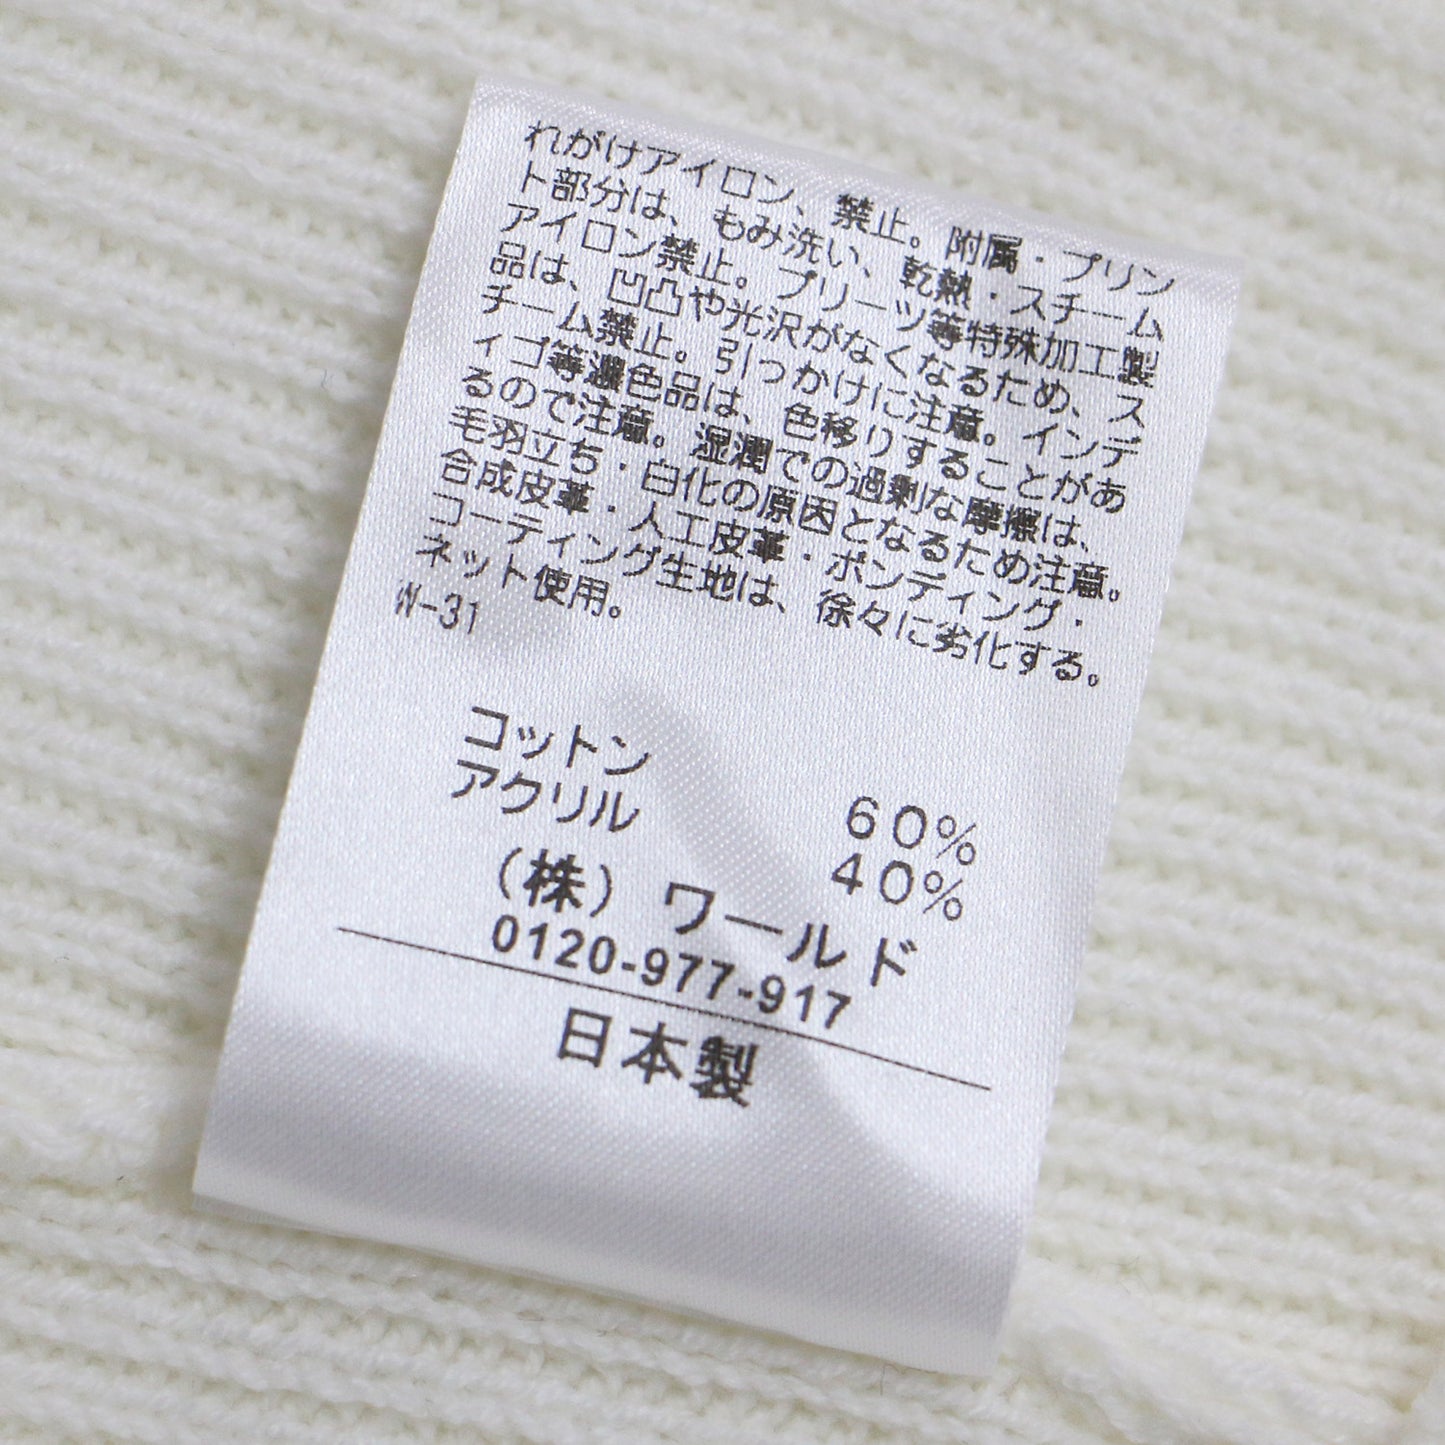 れがけアイロン、禁止。附属・プリン
ト部分は、もみ洗い、乾熱・スチーム
アイロン禁止。プリーツ等特殊加工製
品は、凹凸や光沢がなくなるため、ス
チーム禁止。引っかけに注意。インデ
ィゴ等濃色品は、色移りすることがあ
るので注意。湿潤での過剰な摩擦は、
毛羽立ち・白化の原因となるため注意。
合成皮革・人工皮革・ボンディング・
コーティング生地は、徐々に劣化する。
ネット使用。
W-31
コットン 60%
アクリル 40%
(株) ワールド
0120-977-917
日本製